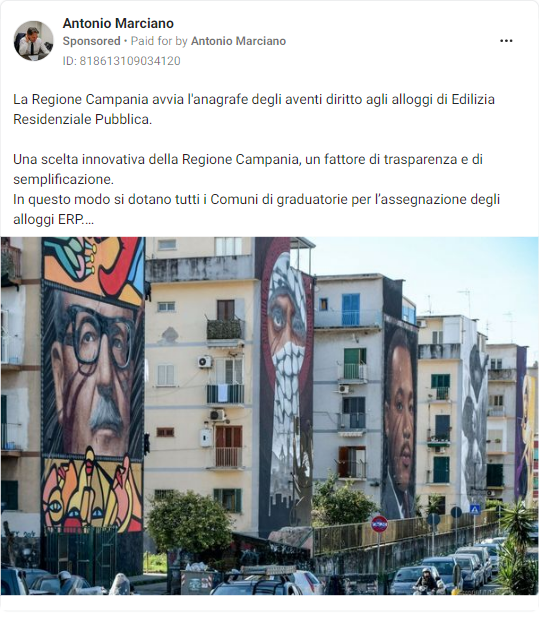 Antonio Marciano
Sponsored • Paid for by Antonio Marciano
ID: 818613109034120
La Regione Campania avvia l'anagrafe degli aventi diritto agli alloggi di Edilizia
Residenziale Pubblica.
Una scelta innovativa della Regione Campania, un fattore di trasparenza e di
semplificazione.
In questo modo si dotano tutti i Comuni di graduatorie per l’assegnazione degli
alloggi ERP....